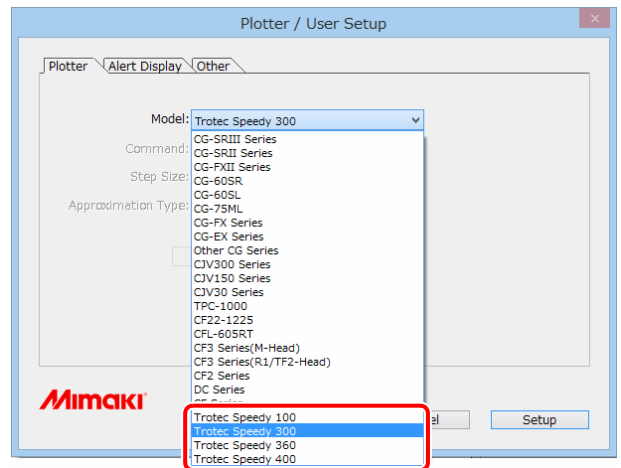 Plotter / User Setup
×
Plotter Alert Display Other
Model: Trotec Speedy 300
Command:
Step Size:
Approximation Type:
CG-SRIII Series
CG-SRII Series
CG-FXII Series
CG-60SR
CG-60SL
CG-75ML
CG-FX Series
CG-EX Series
Other CG Series
CJV300 Series
CJV150 Series
CJV30 Series
TPC-1000
CF22-1225
CFL-605RT
CF3 Series(M-Head)
CF3 Series(R1/TF2-Head)
CF2 Series
DC Series
Trotec Speedy 100
Trotec Speedy 300
Trotec Speedy 360
Trotec Speedy 400
Mimaki
el
Setup